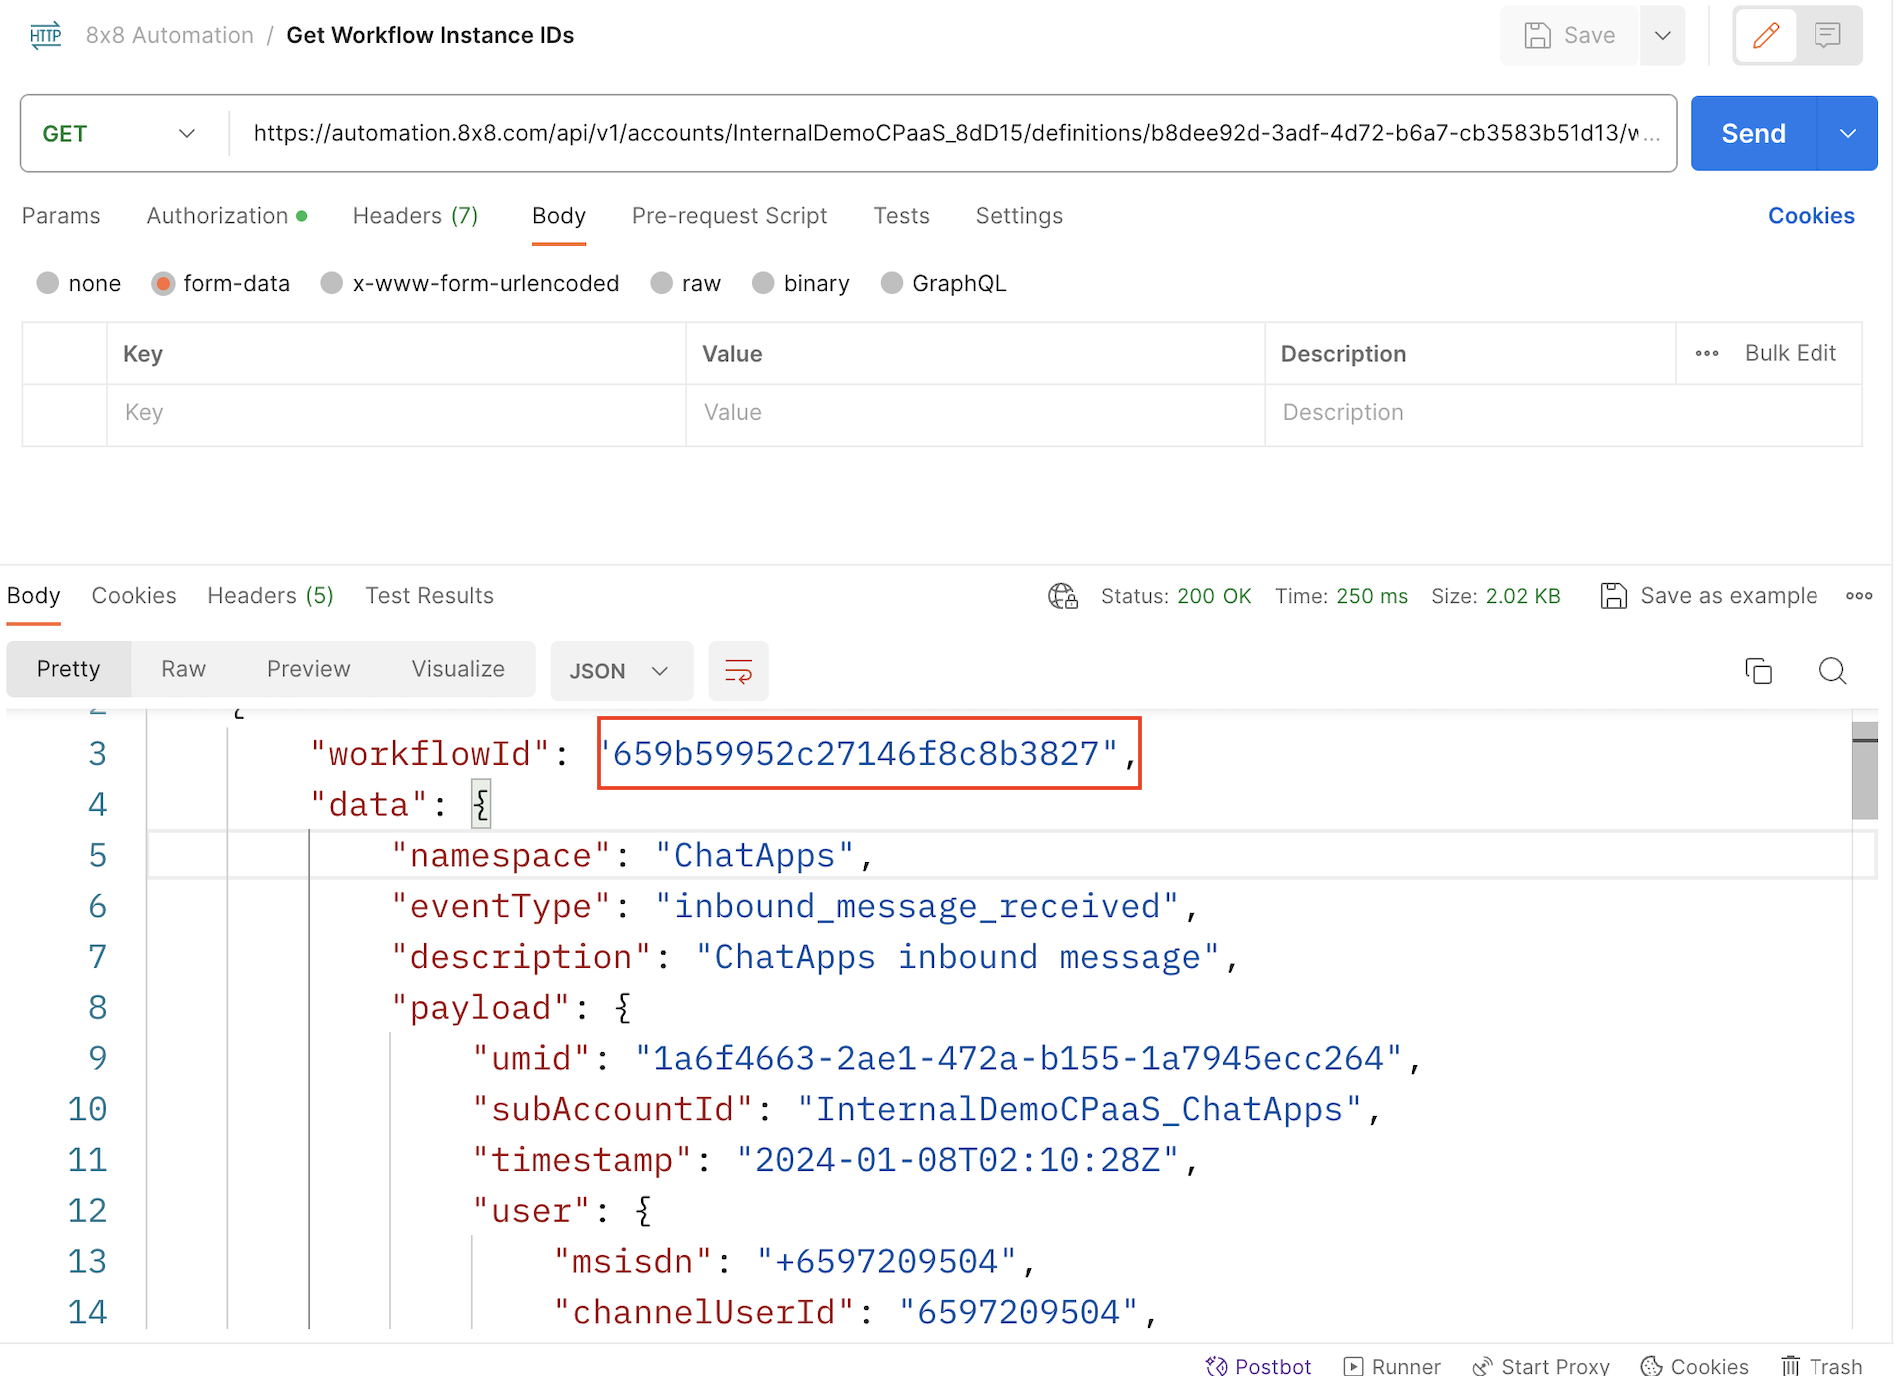 HTTP 8x8 Automation / Get Workflow Instance IDs Save
GET https://automation.8x8.com/api/v1/accounts/InternalDemoCPaaS_8dD15/definitions/b8dee92d-3adf-4d72-b6a7-cb3583b51d13/w... Send
Params Authorization Headers (7) Body Pre-request Script Tests Settings Cookies
none form-data x-www-form-urlencoded raw binary GraphQL
Key Value Description Bulk Edit
Key Value Description
Body Cookies Headers (5) Test Results Status: 200 OK Time: 250 ms Size: 2.02 KB Save as example
Pretty Raw Preview Visualize JSON
2 {
3 "workflowId": "659b59952c27146f8c8b3827",
4 "data": {
5 "namespace": "ChatApps",
6 "eventType": "inbound_message_received",
7 "description": "ChatApps inbound message",
8 "payload": {
9 "umid": "1a6f4663-2ae1-472a-b155-1a7945ecc264",
10 "subAccountId": "InternalDemoCPaaS_ChatApps",
11 "timestamp": "2024-01-08T02:10:28Z",
12 "user": {
13 "msisdn": "+6597209504",
14 "channelUserId": "6597209504",
Postbot Runner Start Proxy Cookies Trash